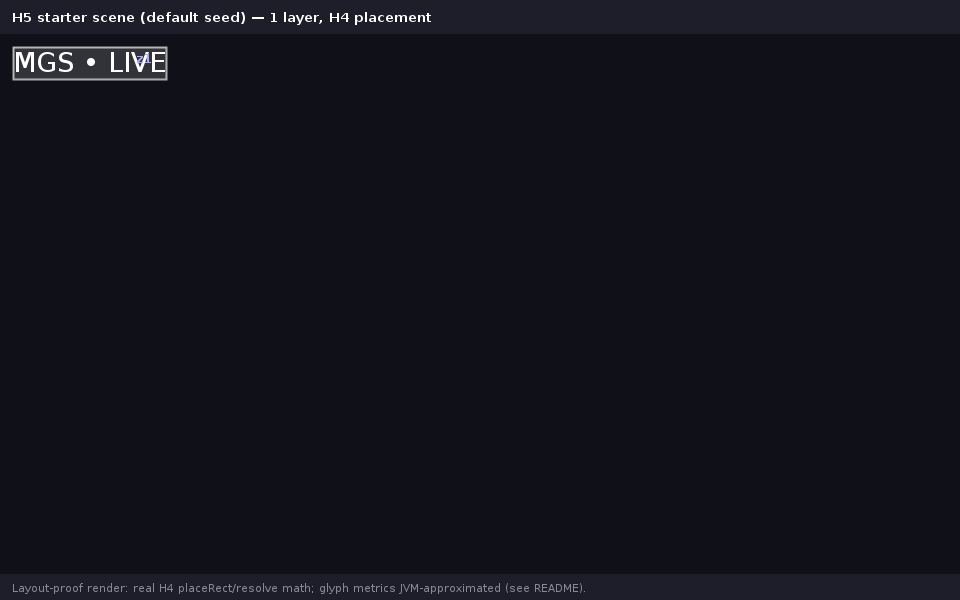 H5 starter scene (default seed) — 1 layer, H4 placement
MGS • LIVE
z1
Layout-proof render: real H4 placeRect/resolve math; glyph metrics JVM-approximated (see README).